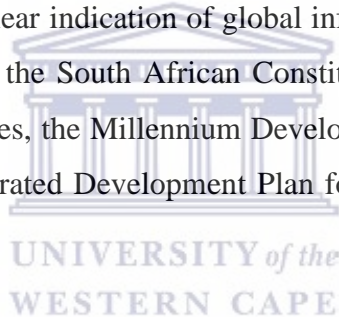 ear indication of global in
the South African Constit
es, the Millennium Develo
rated Development Plan fo
UNIVERSITY of the
WESTERN CAPE